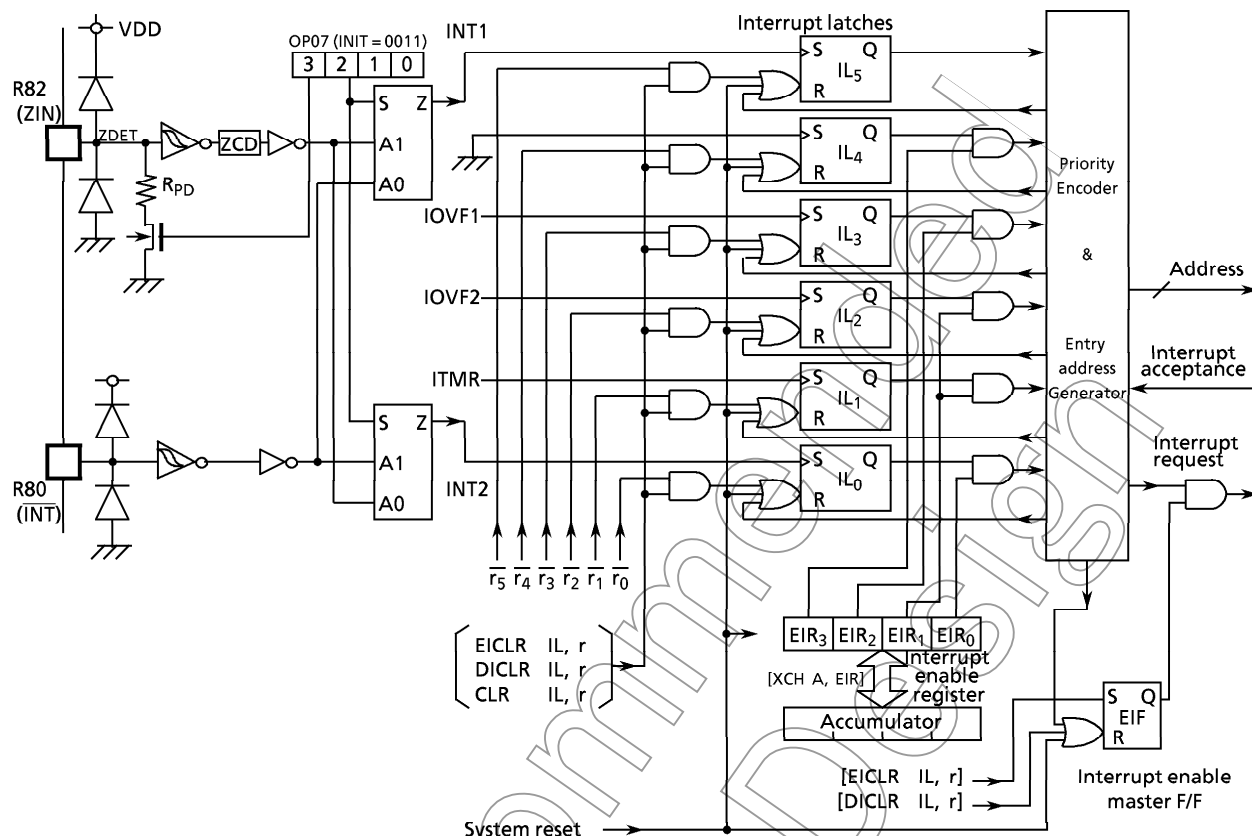 VDD
OP07 (INIT = 0011)
3 2 1 0
INT1
Interrupt latches
R82
(ZIN)
ZDET
ZCD
RPD
S Z
A1
A0
S Q
IL5
R
S Q
IL4
R
IOVF1
S Q
IL3
R
IOVF2
S Q
IL2
R
ITMR
S Q
IL1
R
S Q
IL0
R
Priority
Encoder
&
Entry
address
Generator
Address
Interrupt
acceptance
Interrupt
request
R80
(INT)
S Z
A1
A0
INT2
r5 r4 r3 r2 r1 r0
EICLR IL, r
DICLR IL, r
CLR IL, r
EIR3 EIR2 EIR1 EIR0
[XCH A, EIR]
Interrupt
enable
register
Accumulator
S Q
EIF
R
[EICLR IL, r]
[DICLR IL, r]
Interrupt enable
master F/F
System reset